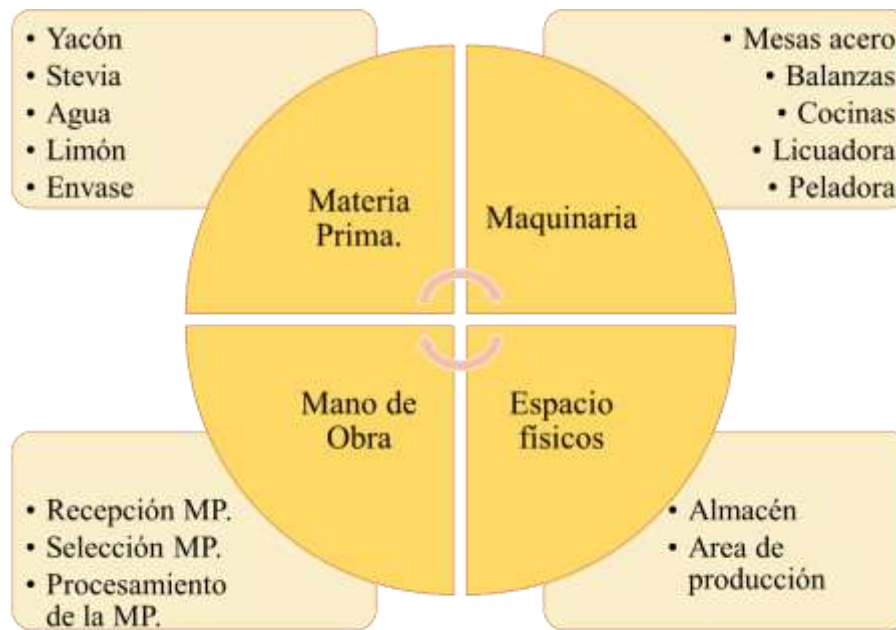 • Yacón
• Stevia
• Agua
• Limón
• Envase
Materia
Prima.
• Mesas acero
• Balanzas
• Cocinas
• Licuadora
• Peladora
Maquinaria
Mano de
Obra
• Recepción MP.
• Selección MP.
• Procesamiento
de la MP.
Espacio
físicos
• Almacén
• Area de
producción